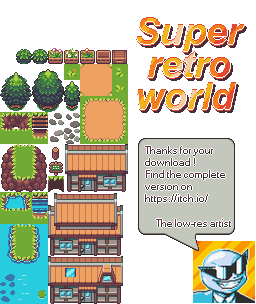 Super
retro
world
Thanks for your
download !
Find the complete
version on
https://itch.io/
The low-res artist